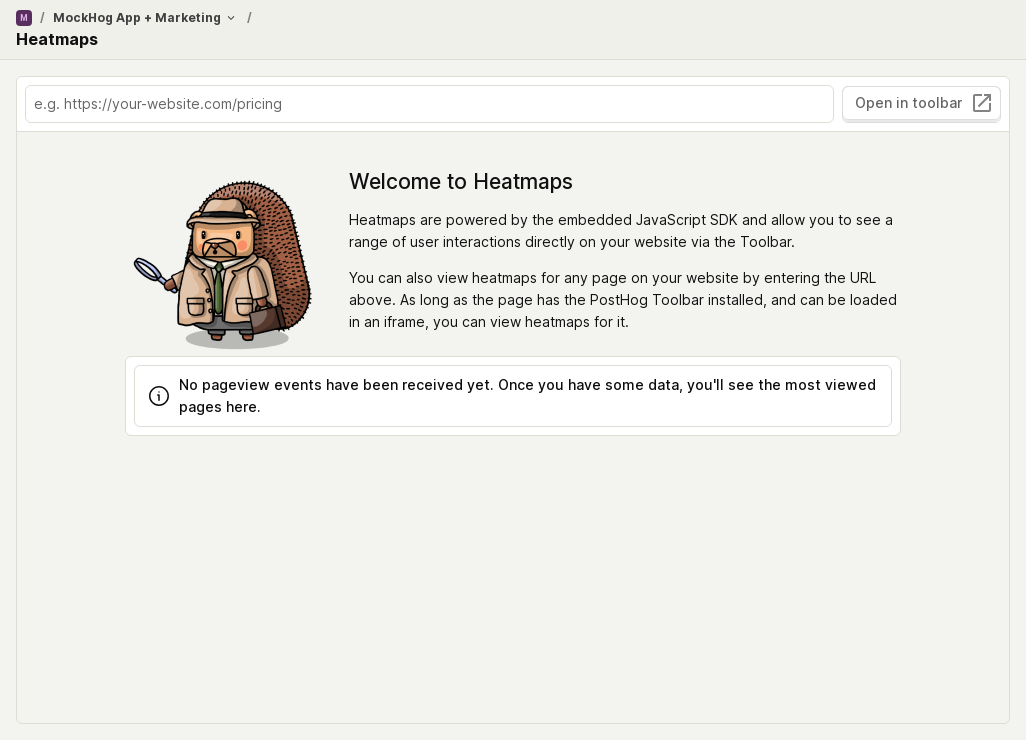 M / MockHog App + Marketing /
Heatmaps
e.g. https://your-website.com/pricing
Open in toolbar
Welcome to Heatmaps
Heatmaps are powered by the embedded JavaScript SDK and allow you to see a
range of user interactions directly on your website via the Toolbar.
You can also view heatmaps for any page on your website by entering the URL
above. As long as the page has the PostHog Toolbar installed, and can be loaded
in an iframe, you can view heatmaps for it.
No pageview events have been received yet. Once you have some data, you'll see the most viewed
pages here.